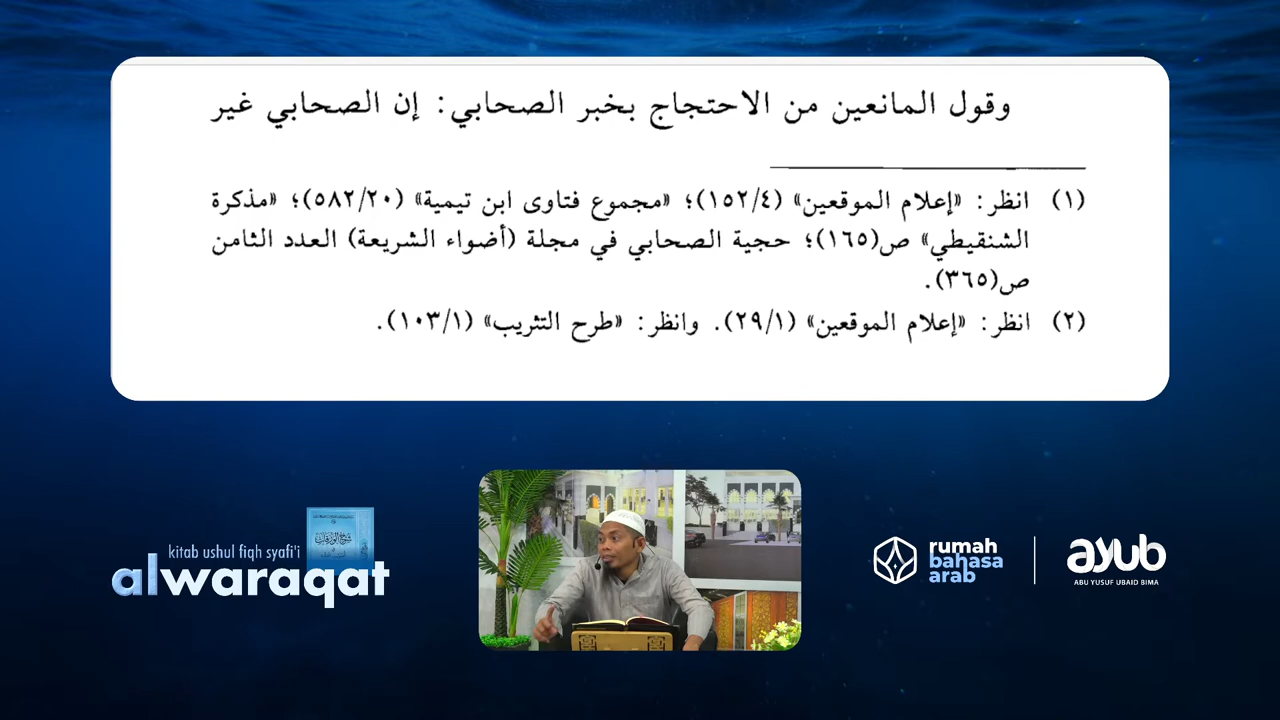 وقول المانعين من الاحتجاج بخبر الصحابي: إن الصحابي غير
(١) انظر: «إعلام الموقعين» (١٥٢/٤)؛ «مجموع فتاوى ابن تيمية» (٥٨٢/٢٠)؛ «مذكرة
الشنقيطي» ص(١٦٥)؛ حجية الصحابي في مجلة (أضواء الشريعة) العدد الثامن
ص(٣٦٥).
(٢) انظر: «إعلام الموقعين» (٢٩/١). وانظر: «طرح التثريب» (١٠٣/١).
kitab ushul fiqh syafi'i
alwaraqat
rumah
bahasa
arab
ayub
ABU YUSUF UBAID BIMA